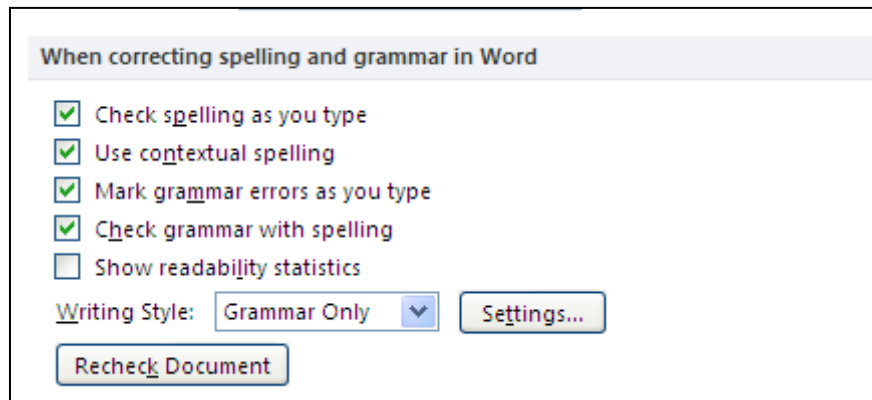 When correcting spelling and grammar in Word
Check spelling as you type
Use contextual spelling
Mark grammar errors as you type
Check grammar with spelling
Show readability statistics
Writing Style: Grammar Only Settings...
Recheck Document